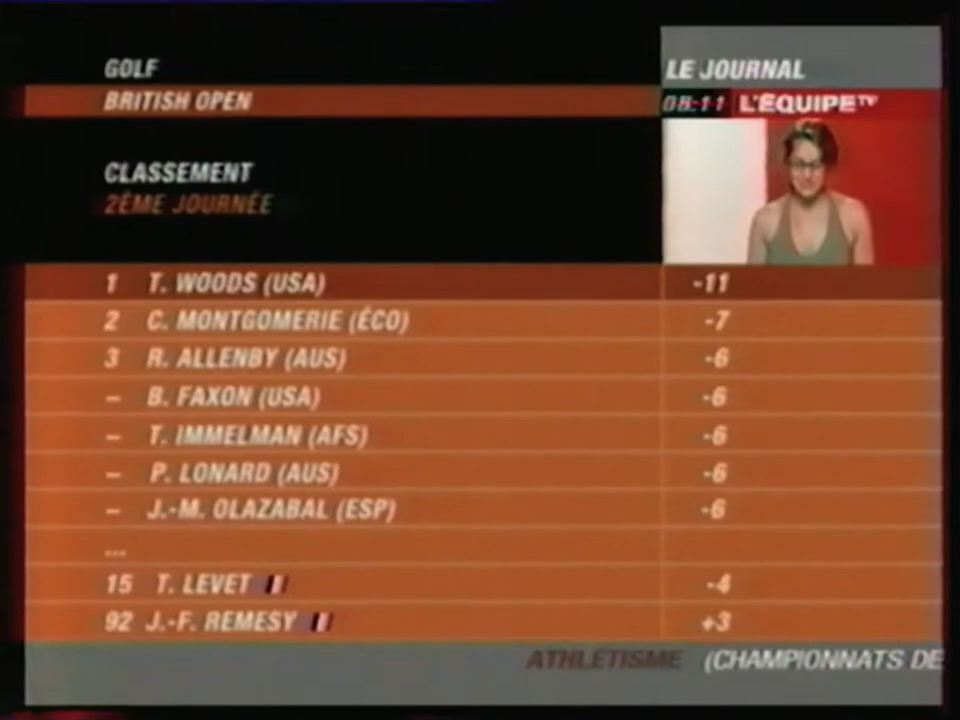 GOLF
BRITISH OPEN
LE JOURNAL
08:11 L'ÉQUIPE TV
CLASSEMENT
2ÈME JOURNÉE
1 T. WOODS (USA) -11
2 C. MONTGOMERIE (ÉCO) -7
3 R. ALLENBY (AUS) -6
– B. FAXON (USA) -6
– T. IMMELMAN (AFS) -6
– P. LONARD (AUS) -6
– J.-M. OLAZABAL (ESP) -6
...
15 T. LEVET -4
92 J.-F. REMESY +3
ATHLÉTISME (CHAMPIONNATS DE